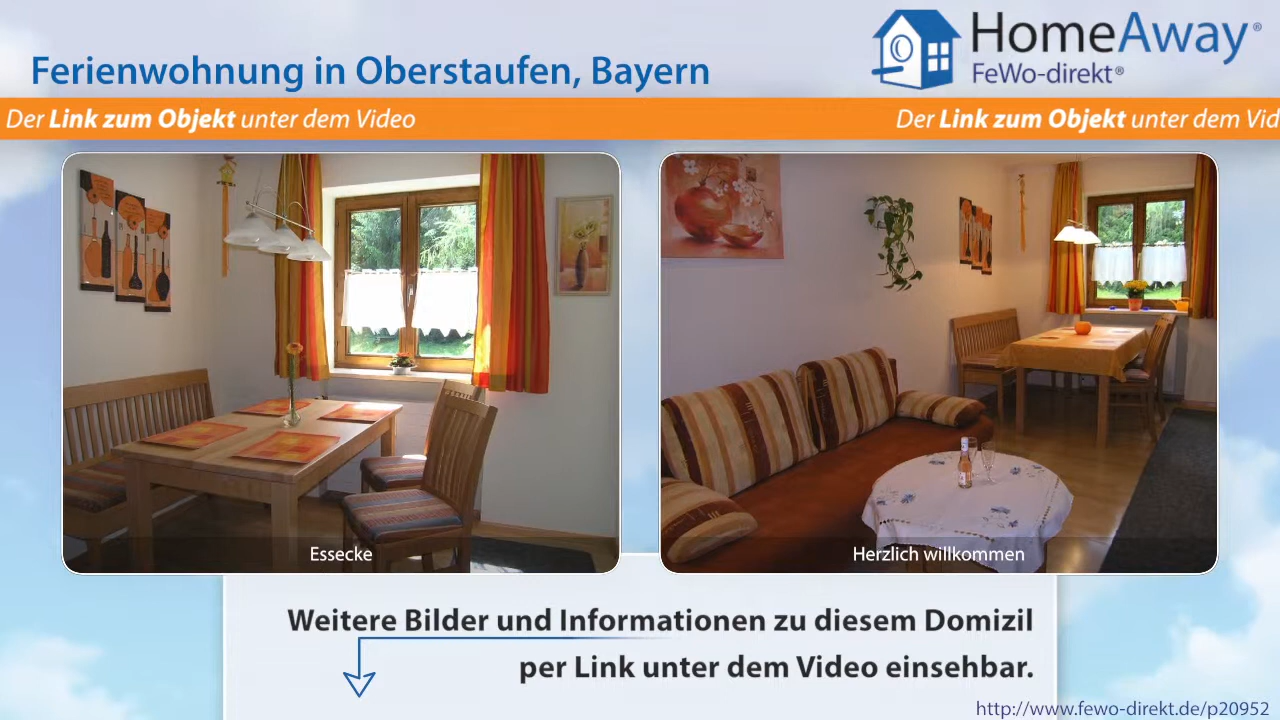 HomeAway®
FeWo-direkt®
Ferienwohnung in Oberstaufen, Bayern
Der Link zum Objekt unter dem Video
Der Link zum Objekt unter dem Vid
Essecke
Herzlich willkommen
Weitere Bilder und Informationen zu diesem Domizil
per Link unter dem Video einsehbar.
http://www.fewo-direkt.de/p20952